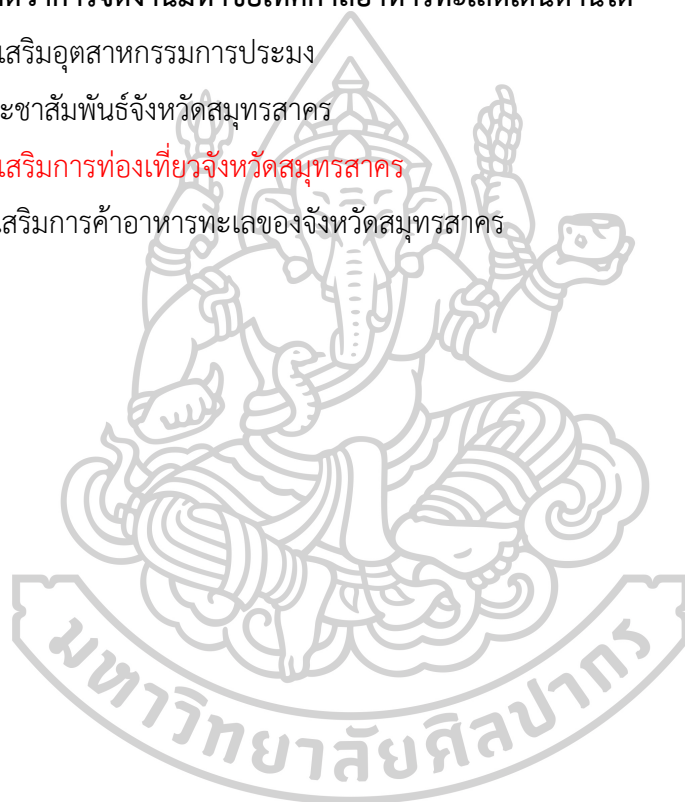 เสริมอุตสาหกรรมการประมง
ะชาสัมพันธ์จังหวัดสมุทรสาคร
เสริมการท่องเที่ยวจังหวัดสมุทรสาคร
เสริมการค้าอาหารทะเลของจังหวัดสมุทรสาคร
มหาวิทยาลัยศิลปากร